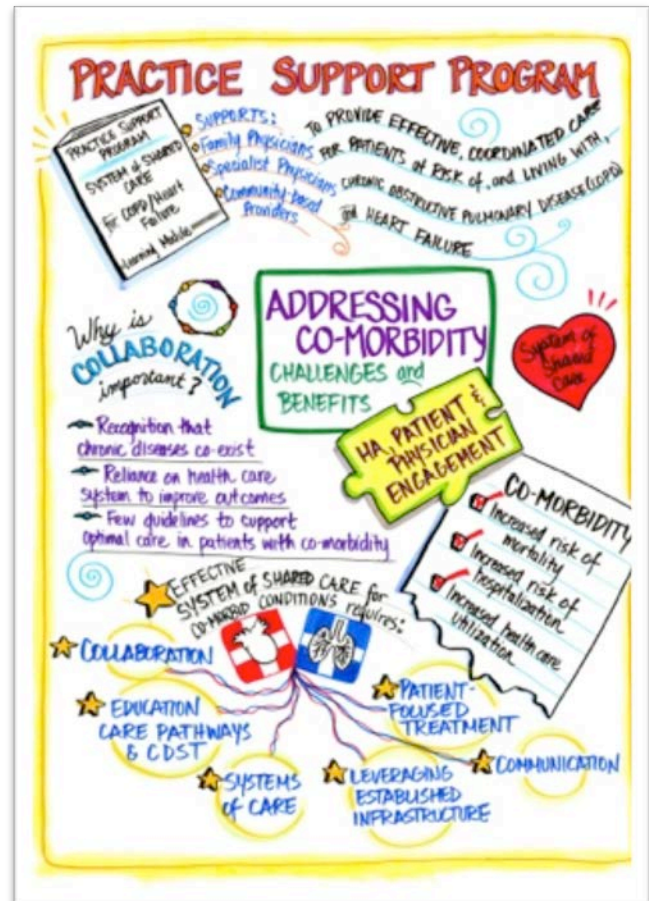 PRACTICE SUPPORT PROGRAM
PRACTICE SUPPORT
PROGRAM
SYSTEM of SHARED
CARE
for COPD/Heart
Failure
Learning Module
SUPPORTS:
Family Physicians
Specialist Physicians
Community-based
Providers
TO PROVIDE EFFECTIVE, COORDINATED CARE
FOR PATIENTS at RISK of, and LIVING WITH,
CHRONIC OBSTRUCTIVE PULMONARY DISEASE (COPD)
and HEART FAILURE
Why is
COLLABORATION
important?
Recognition that
chronic diseases co-exist
Reliance on health care
system to improve outcomes
Few guidelines to support
optimal care in patients with co-morbidity
ADDRESSING
CO-MORBIDITY
CHALLENGES and
BENEFITS
System of
Shared
Care
HA, PATIENT &
PHYSICIAN
ENGAGEMENT
CO-MORBIDITY
Increased risk of
mortality
Increased risk of
hospitalization
Increased health care
utilization
EFFECTIVE
SYSTEM of SHARED CARE for
CO-MORBID CONDITIONS requires:
COLLABORATION
EDUCATION
CARE PATHWAYS
& CDST
SYSTEMS
of CARE
LEVERAGING
ESTABLISHED
INFRASTRUCTURE
PATIENT-
FOCUSED
TREATMENT
COMMUNICATION